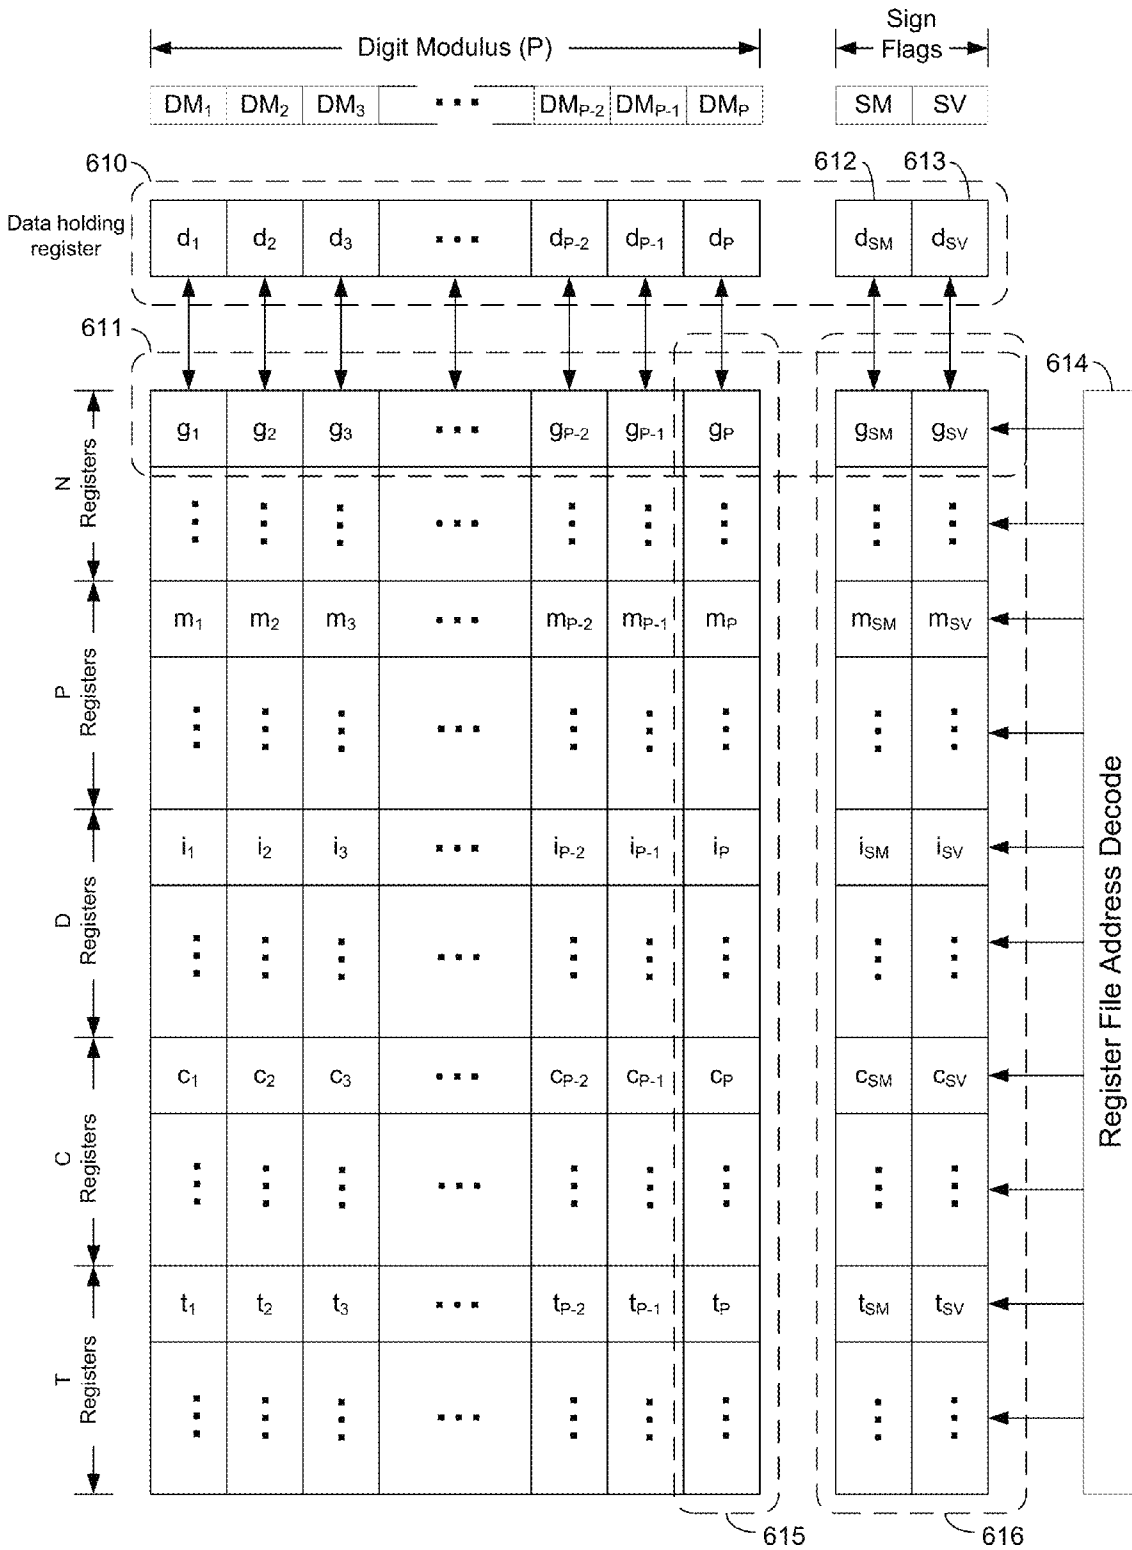 Digit Modulus (P)
Sign
Flags
DM1 DM2 DM3 ... DMP-2 DMP-1 DMP SM SV
610 612 613
Data holding
register
d1 d2 d3 ... dP-2 dP-1 dP dSM dSV
611 614
N
Registers
g1 g2 g3 ... gP-2 gP-1 gP gSM gSV
P
Registers
m1 m2 m3 ... mP-2 mP-1 mP mSM mSV
D
Registers
i1 i2 i3 ... iP-2 iP-1 iP iSM iSV
C
Registers
c1 c2 c3 ... cP-2 cP-1 cP cSM cSV
T
Registers
t1 t2 t3 ... tP-2 tP-1 tP tSM tSV
Register File Address Decode
615 616